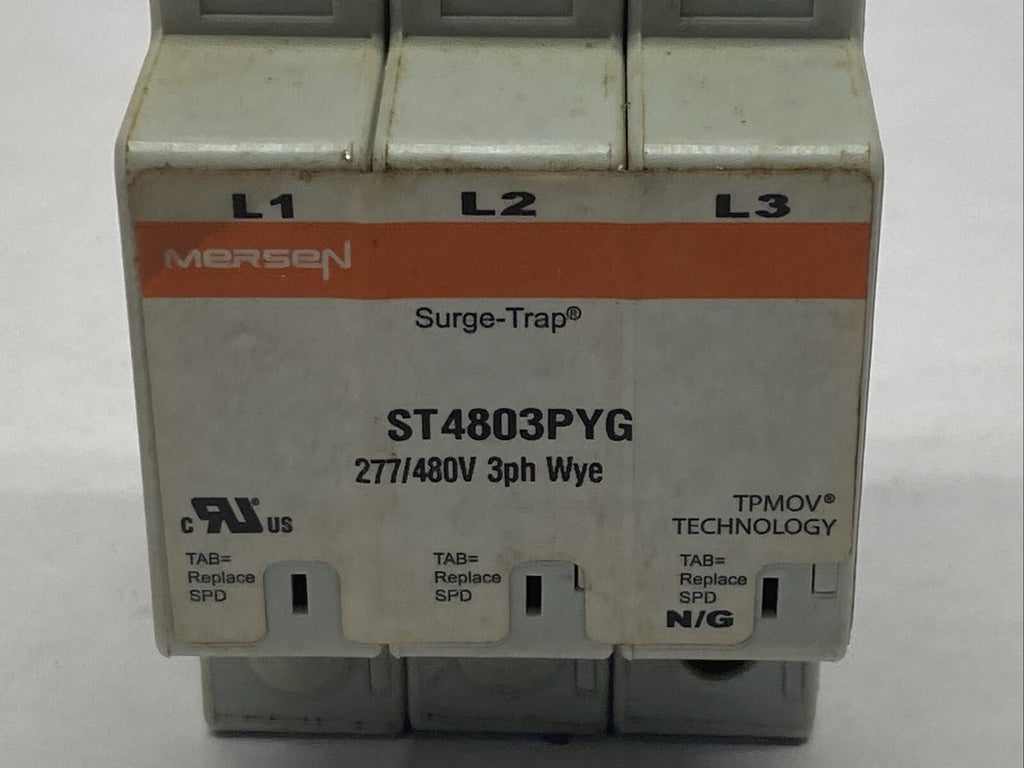 L1 L2 L3
MERSEN
Surge-Trap®
ST4803PYG
277/480V 3ph Wye
c RU® US
TPMOV®
TECHNOLOGY
TAB=
Replace
SPD
TAB=
Replace
SPD
TAB=
Replace
SPD
N/G